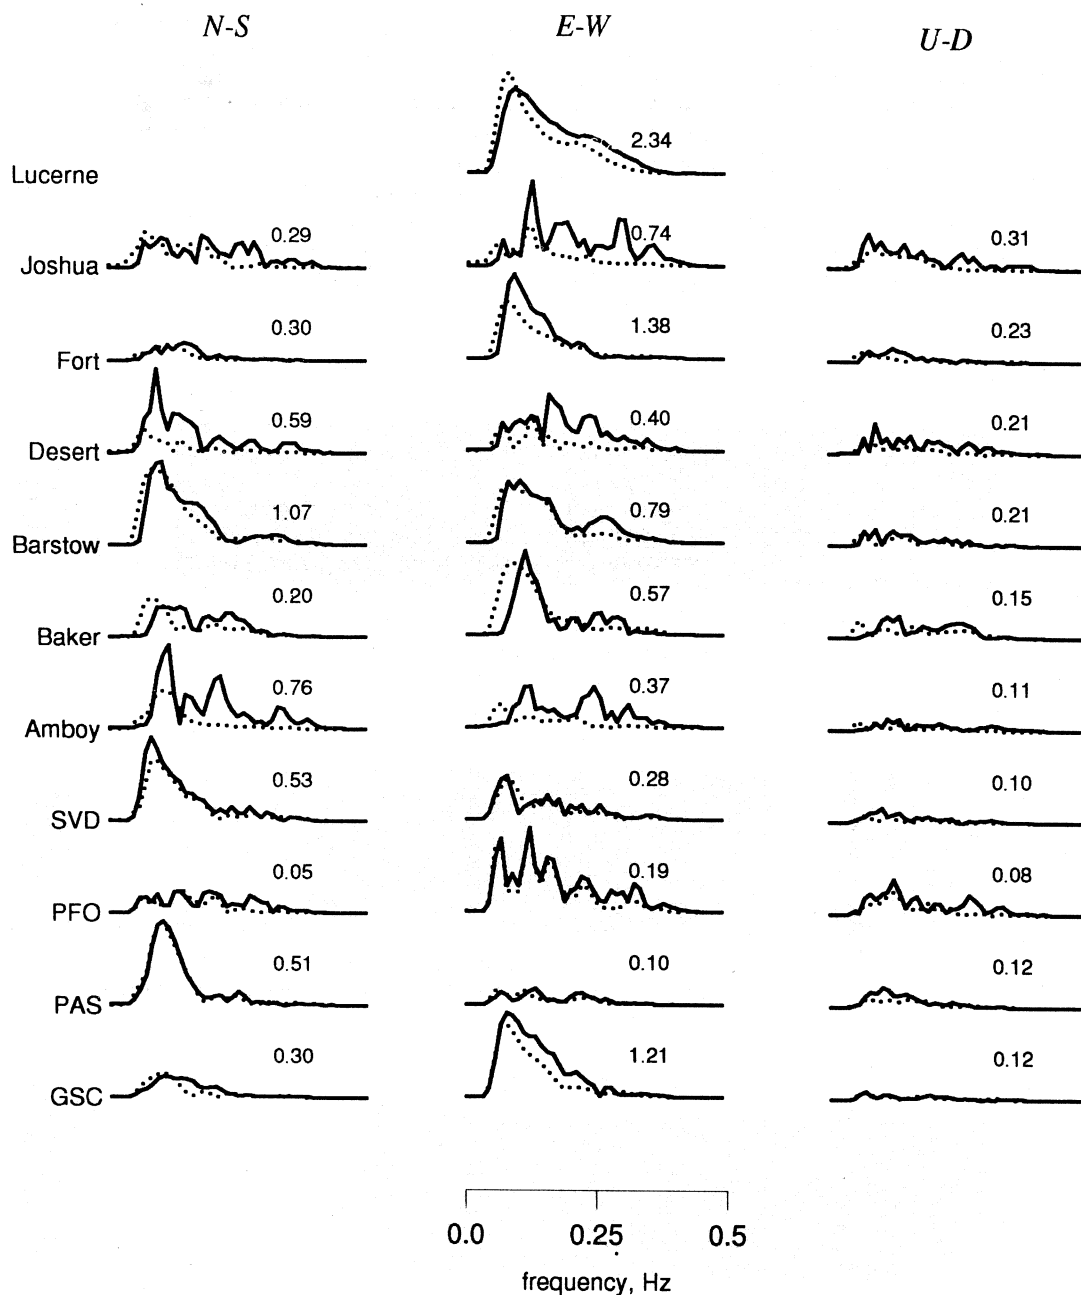 N-S E-W U-D
Lucerne 2.34
Joshua 0.29 0.74 0.31
Fort 0.30 1.38 0.23
Desert 0.59 0.40 0.21
Barstow 1.07 0.79 0.21
Baker 0.20 0.57 0.15
Amboy 0.76 0.37 0.11
SVD 0.53 0.28 0.10
PFO 0.05 0.19 0.08
PAS 0.51 0.10 0.12
GSC 0.30 1.21 0.12
0.0 0.25 0.5
frequency, Hz